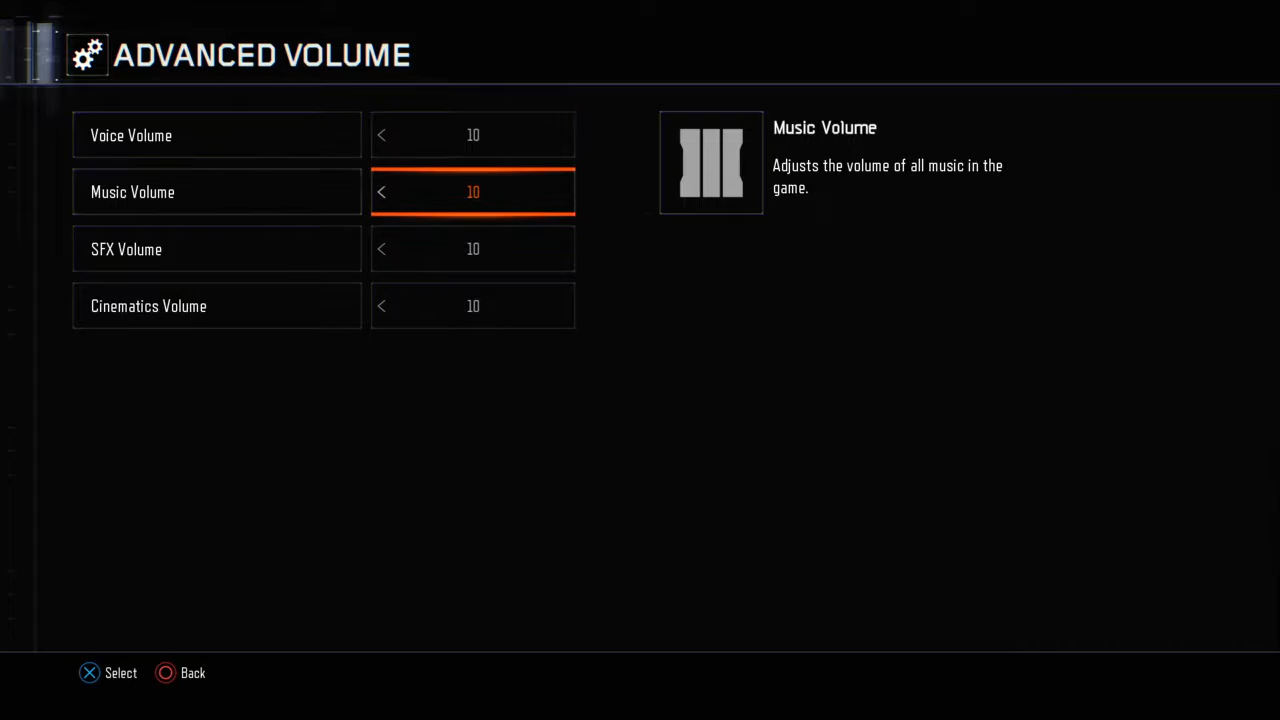 ADVANCED VOLUME
Voice Volume < 10
Music Volume < 10
SFX Volume < 10
Cinematics Volume < 10
Music Volume
Adjusts the volume of all music in the
game.
Select Back